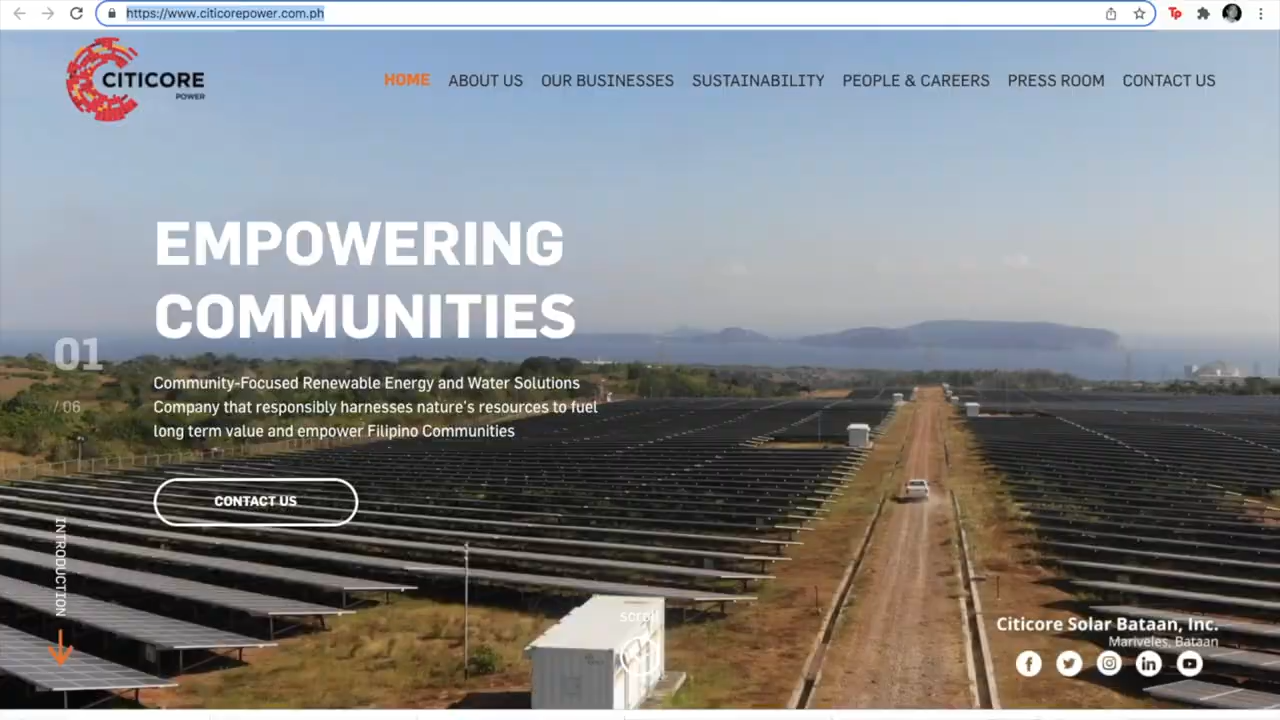 https://www.citicorepower.com.ph
Tp
CITICORE
POWER
HOME ABOUT US OUR BUSINESSES SUSTAINABILITY PEOPLE & CAREERS PRESS ROOM CONTACT US
EMPOWERING
COMMUNITIES
01
/ 06
Community-Focused Renewable Energy and Water Solutions
Company that responsibly harnesses nature's resources to fuel
long term value and empower Filipino Communities
CONTACT US
INTRODUCTION
scroll
Citicore Solar Bataan, Inc.
Mariveles, Bataan